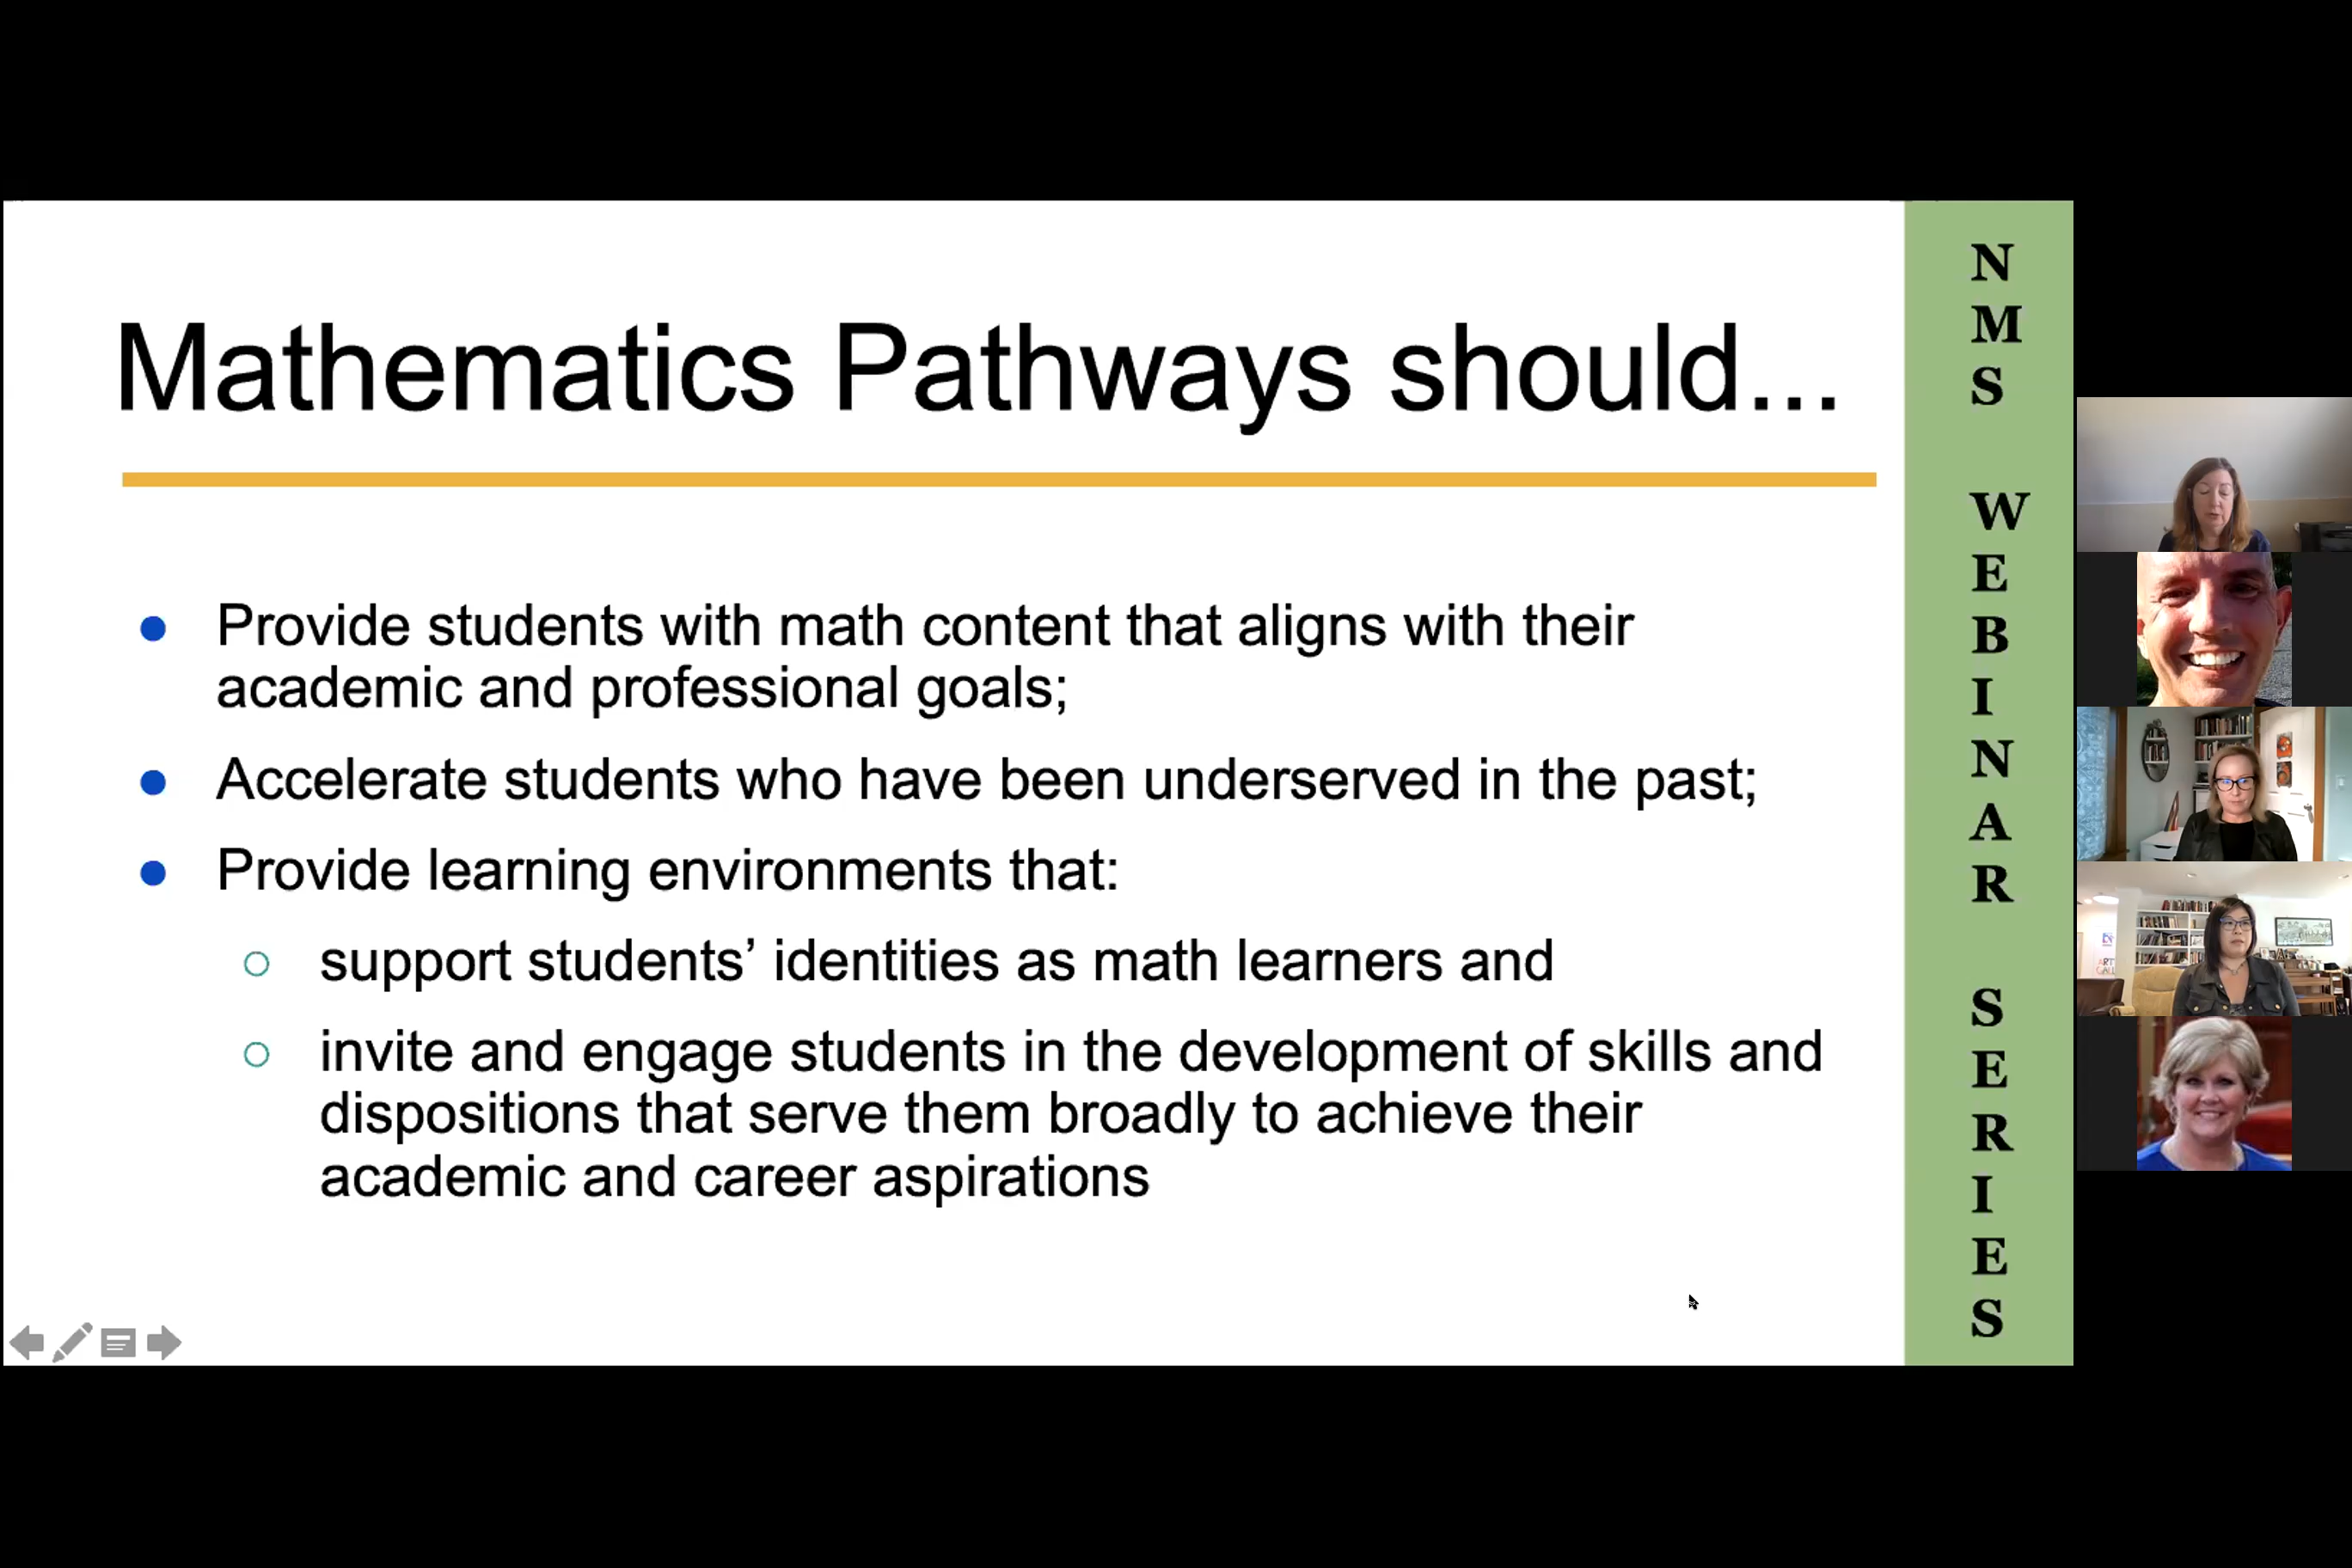 Mathematics Pathways should...
Provide students with math content that aligns with their
academic and professional goals;
Accelerate students who have been underserved in the past;
Provide learning environments that:
support students’ identities as math learners and
invite and engage students in the development of skills and
dispositions that serve them broadly to achieve their
academic and career aspirations
NMS WEBINAR SERIES